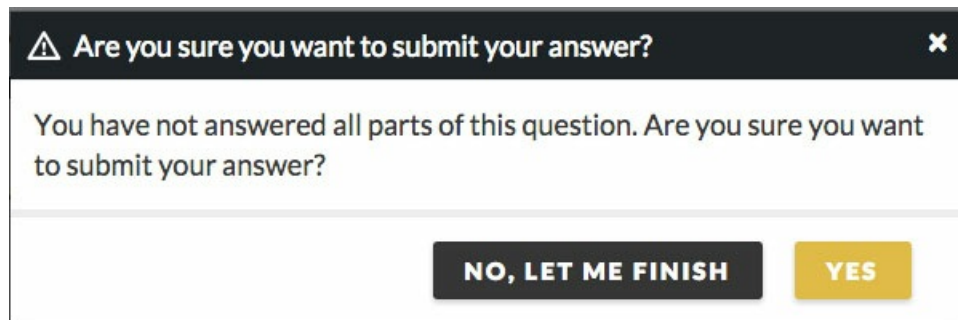 Are you sure you want to submit your answer?
You have not answered all parts of this question. Are you sure you want
to submit your answer?
NO, LET ME FINISH
YES